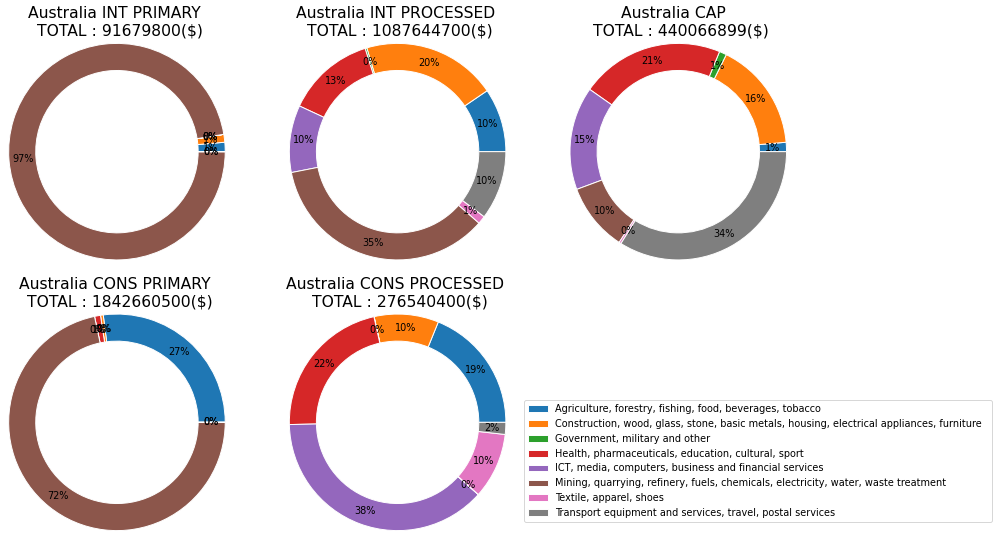 Australia INT PRIMARY
TOTAL : 91679800($)
97%
0%
1%
0%
Australia INT PROCESSED
TOTAL : 1087644700($)
10%
20%
0%
13%
10%
35%
1%
10%
Australia CAP
TOTAL : 440066899($)
1%
16%
1%
21%
15%
10%
0%
34%
Australia CONS PRIMARY
TOTAL : 1842660500($)
27%
0%
72%
0%
Australia CONS PROCESSED
TOTAL : 276540400($)
19%
10%
0%
22%
38%
0%
10%
2%
Agriculture, forestry, fishing, food, beverages, tobacco
Construction, wood, glass, stone, basic metals, housing, electrical appliances, furniture
Government, military and other
Health, pharmaceuticals, education, cultural, sport
ICT, media, computers, business and financial services
Mining, quarrying, refinery, fuels, chemicals, electricity, water, waste treatment
Textile, apparel, shoes
Transport equipment and services, travel, postal services